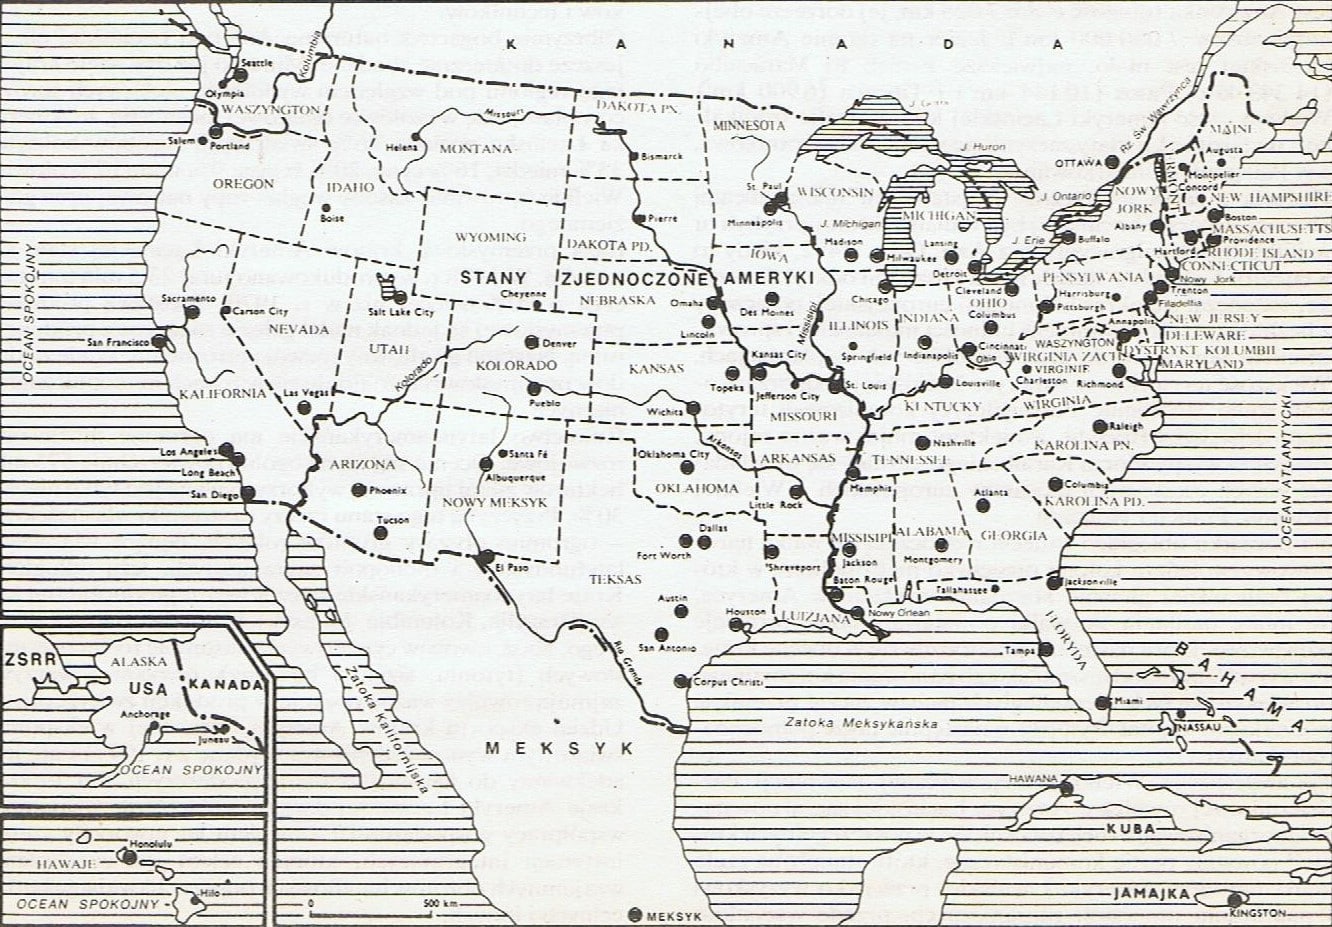 K A N A D A
Kolumbia
Seattle
Olympia
WASZYNGTON
Salem
Portland
OREGON
Helena
MONTANA
Missouri
IDAHO
Boise
DAKOTA PN.
Bismarck
Pierre
DAKOTA PD.
MINNESOTA
St. Paul
Minneapolis
WISCONSIN
J. Milchigan
Madison
Milwaukee
MICHIGAN
Lansing
Detroit
J. Huron
J. Erie
J. Ontario
OTTAWA
Rz. Św. Wawrzyńca
MAINE
Augusta
Montpelier
Concord
NEW HAMPSHIRE
NOWY
JORK
Buffalo
Albany
Boston
MASSACHUSETTS
Providence
RHODE ISLAND
Hartford
CONNECTICUT
Nowy Jork
Trenton
Filadelfia
NEW JERSEY
DELEWARE
DYSTRYKT KOLUMBII
MARYLAND
Annapolis
WASZYNGTON
PENSYLWANIA
Harrisburg
Pittsburgh
Cleveland
OHIO
Columbus
Cincinnati
Ohio
INDIANA
Indianapolis
Chicago
ILLINOIS
Springfield
IOWA
Des Moines
Missisipi
WYOMING
Cheyenne
STANY ZJEDNOCZONE AMERYKI
NEBRASKA
Omaha
Lincoln
OCEAN SPOKOJNY
Sacramento
Carson City
San Francisco
NEVADA
Salt Lake City
UTAH
Kolorado
Denver
KOLORADO
Pueblo
KANSAS
Topeka
Kansas City
Jefferson City
St. Louis
MISSOURI
Wichita
Louisville
KENTUCKY
WIRGINIA ZACH.
WIRGINIE
Charleston
Richmond
WIRGINIA
Raleigh
KAROLINA PN.
Columbia
KAROLINA PD.
KALIFORNIA
Las Vegas
Los Angeles
Long Beach
San Diego
ARIZONA
Phoenix
Tucson
Santa Fé
Albuquerque
NOWY MEKSYK
El Paso
Oklahoma City
OKLAHOMA
Arkansas
ARKANSAS
Little Rock
Memphis
TENNESSEE
Nashville
Atlanta
GEORGIA
ALABAMA
Montgomery
MISSISIPI
Jackson
Baton Rouge
Nowy Orlean
LUIZJANA
Shreveport
Dallas
Fort Worth
TEKSAS
Austin
Houston
San Antonio
Corpus Christi
Rio Grande
Tallahassee
Jacksonville
FLORYDA
Tampa
Miami
OCEAN ATLANTYCKI
BAHAMA
NASSAU
Zatoka Meksykańska
Zatoka Kalifornijska
MEKSYK
HAWANA
KUBA
JAMAJKA
KINGSTON
MEKSYK
ZSRR
ALASKA
USA
KANADA
Anchorage
Juneau
OCEAN SPOKOJNY
HAWAJE
Honolulu
Hilo
OCEAN SPOKOJNY
0 500 km